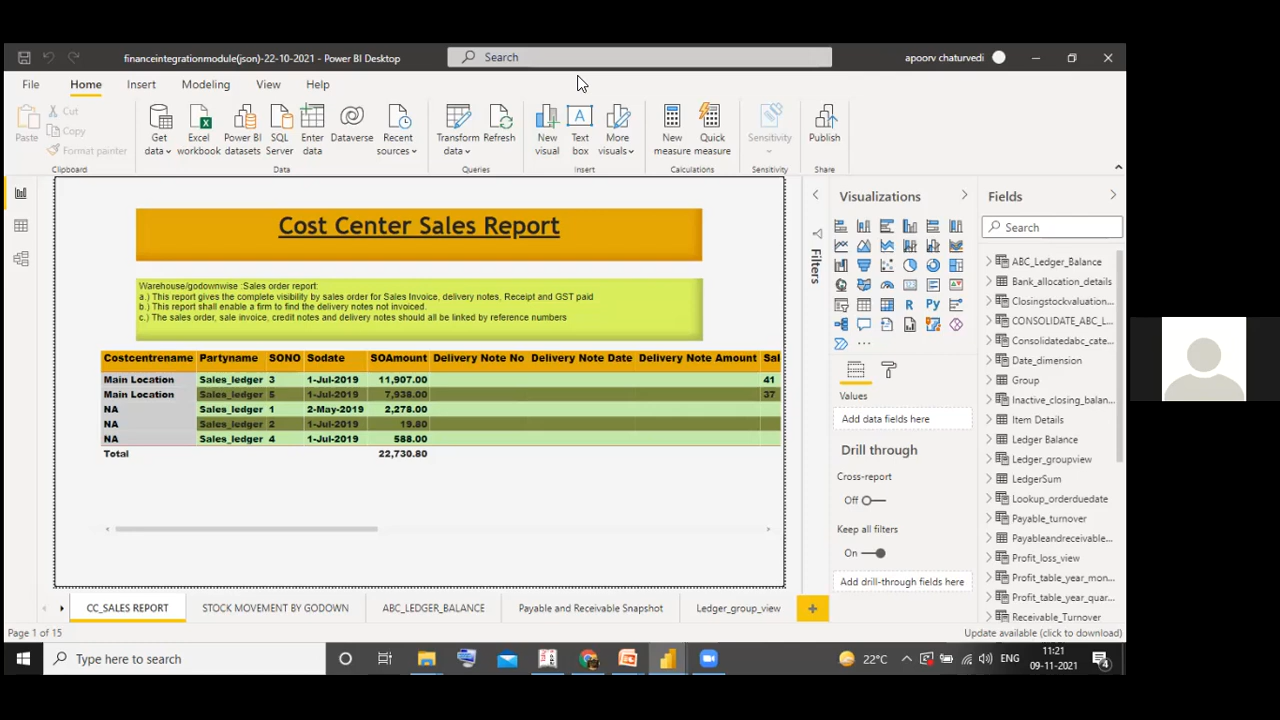 financeintegrationmodule(json)-22-10-2021 - Power BI Desktop
Search
apoorv chaturvedi
File Home Insert Modeling View Help
Paste
Cut
Copy
Format painter
Clipboard
Get data
Excel workbook
Power BI datasets
SQL Server
Enter data
Dataverse
Recent sources
Data
Transform data
Refresh
Queries
New visual
Text box
More visuals
Insert
New measure
Quick measure
Calculations
Sensitivity
Sensitivity
Publish
Share
Cost Center Sales Report
Warehouse/godownwise :Sales order report:
a.) This report gives the complete visibility by sales order for Sales Invoice, delivery notes, Receipt and GST paid
b.) This report shall enable a firm to find the delivery notes not invoiced.
c.) The sales order, sale invoice, credit notes and delivery notes should all be linked by reference numbers
Costcentrename Partyname SONO Sodate SOAmount Delivery Note No Delivery Note Date Delivery Note Amount Sal
Main Location Sales_ledger 3 1-Jul-2019 11,907.00 41
Main Location Sales_ledger 5 1-Jul-2019 7,938.00 37
NA Sales_ledger 1 2-May-2019 2,278.00
NA Sales_ledger 2 1-Jul-2019 19.80
NA Sales_ledger 4 1-Jul-2019 588.00
Total 22,730.80
Filters
Visualizations
R Py
Values
Add data fields here
Drill through
Cross-report
Off
Keep all filters
On
Add drill-through fields here
Fields
Search
ABC_Ledger_Balance
Bank_allocation_details
Closingstockvaluation...
CONSOLIDATE_ABC_L...
Consolidatedabc_cate...
Date_dimension
Group
Inactive_closing_balan...
Item Details
Ledger Balance
Ledger_groupview
LedgerSum
Lookup_orderduedate
Payable_turnover
Payableandreceivable...
Profit_loss_view
Profit_table_year_mon...
Profit_table_year_quar...
Receivable_Turnover
CC_SALES REPORT STOCK MOVEMENT BY GODOWN ABC_LEDGER_BALANCE Payable and Receivable Snapshot Ledger_group_view
Page 1 of 15
Update available (click to download)
Type here to search
22°C
ENG
11:21
09-11-2021
4